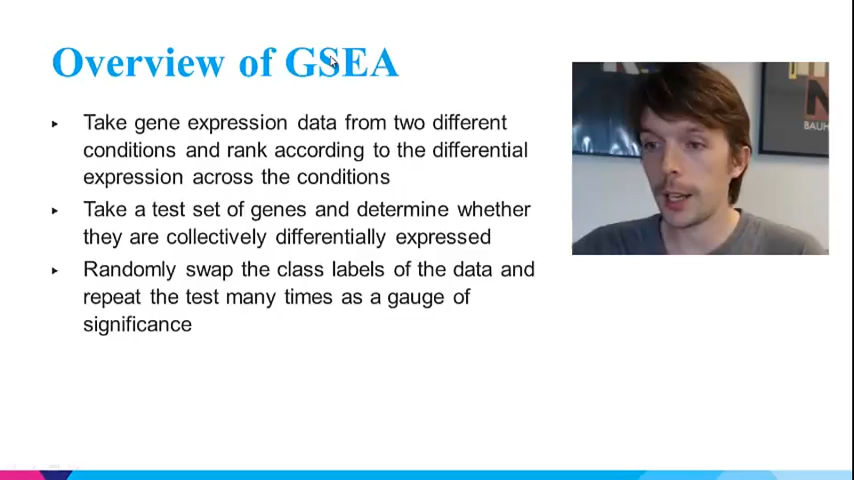 Overview of GSEA
Take gene expression data from two different
conditions and rank according to the differential
expression across the conditions
Take a test set of genes and determine whether
they are collectively differentially expressed
Randomly swap the class labels of the data and
repeat the test many times as a gauge of
significance
BAUH